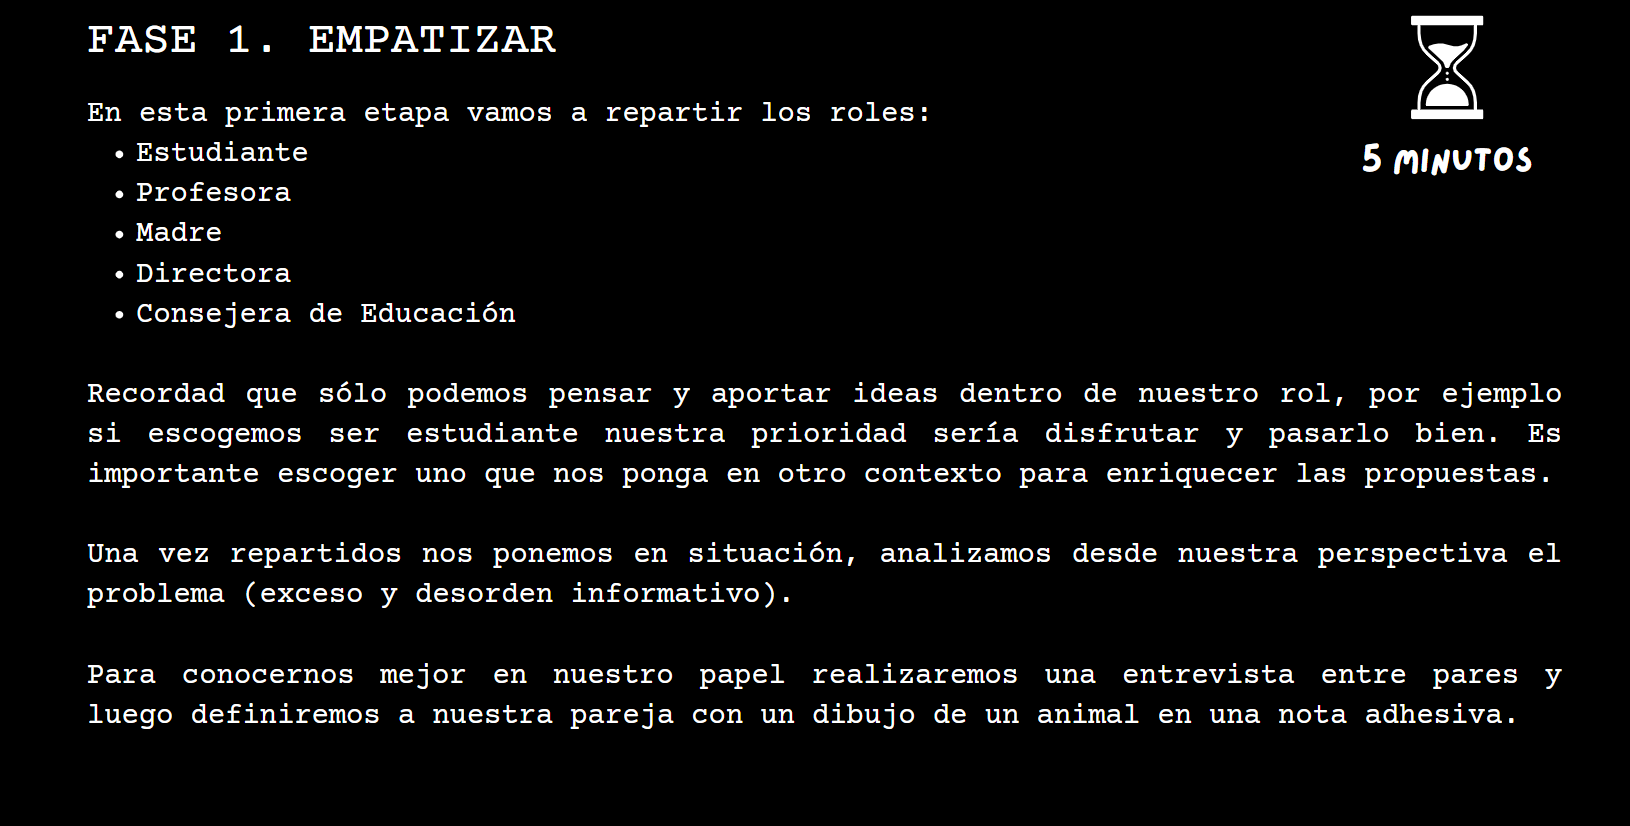 FASE 1. EMPATIZAR
5 MINUTOS
En esta primera etapa vamos a repartir los roles:
• Estudiante
• Profesora
• Madre
• Directora
• Consejera de Educación
Recordad que sólo podemos pensar y aportar ideas dentro de nuestro rol, por ejemplo
si escogemos ser estudiante nuestra prioridad sería disfrutar y pasarlo bien. Es
importante escoger uno que nos ponga en otro contexto para enriquecer las propuestas.
Una vez repartidos nos ponemos en situación, analizamos desde nuestra perspectiva el
problema (exceso y desorden informativo).
Para conocernos mejor en nuestro papel realizaremos una entrevista entre pares y
luego definiremos a nuestra pareja con un dibujo de un animal en una nota adhesiva.